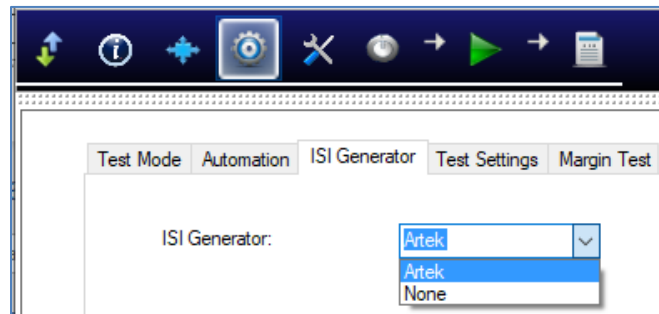 Test Mode Automation ISI Generator Test Settings Margin Test
ISI Generator: Artek
Artek
None